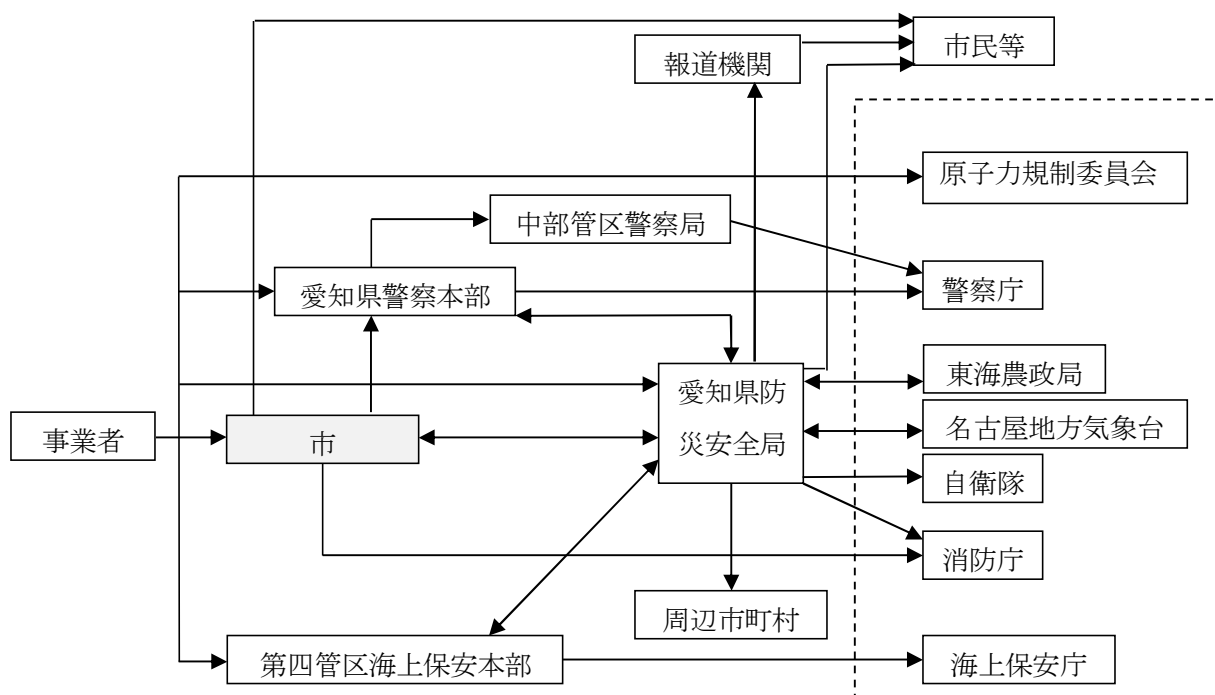 市民等
報道機関
原子力規制委員会
中部管区警察局
警察庁
愛知県警察本部
愛知県防
災安全局
東海農政局
名古屋地方気象台
事業者
市
自衛隊
消防庁
周辺市町村
第四管区海上保安本部
海上保安庁